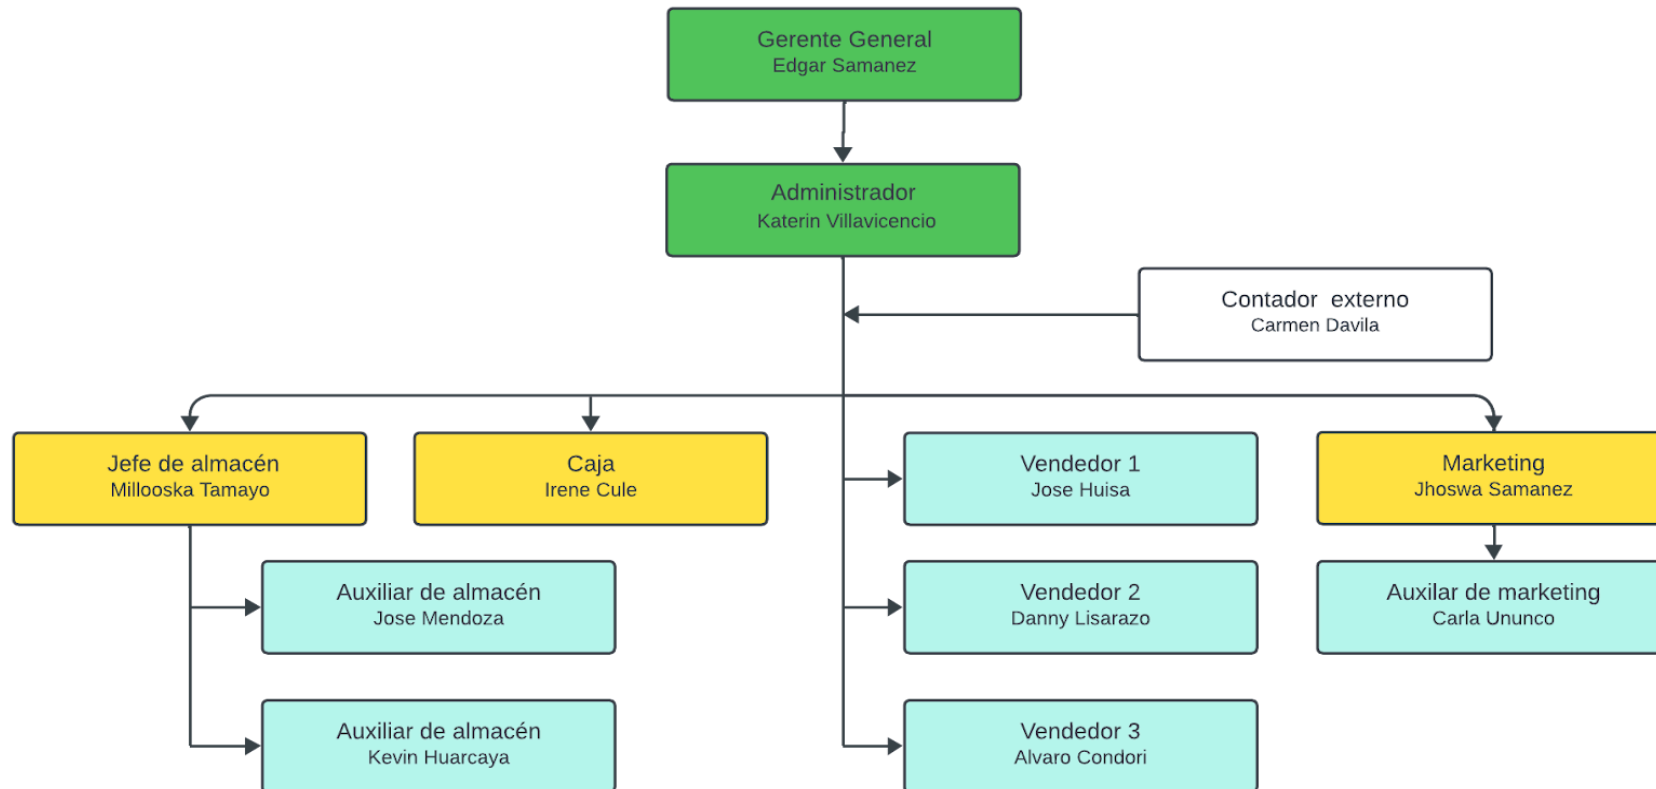 Gerente General
Edgar Samanez
Administrador
Katerin Villavicencio
Contador externo
Carmen Davila
Jefe de almacén
Millooska Tamayo
Caja
Irene Cule
Vendedor 1
Jose Huisa
Marketing
Jhoswa Samanez
Auxiliar de almacén
Jose Mendoza
Vendedor 2
Danny Lisarazo
Auxilar de marketing
Carla Ununco
Auxiliar de almacén
Kevin Huarcaya
Vendedor 3
Alvaro Condori